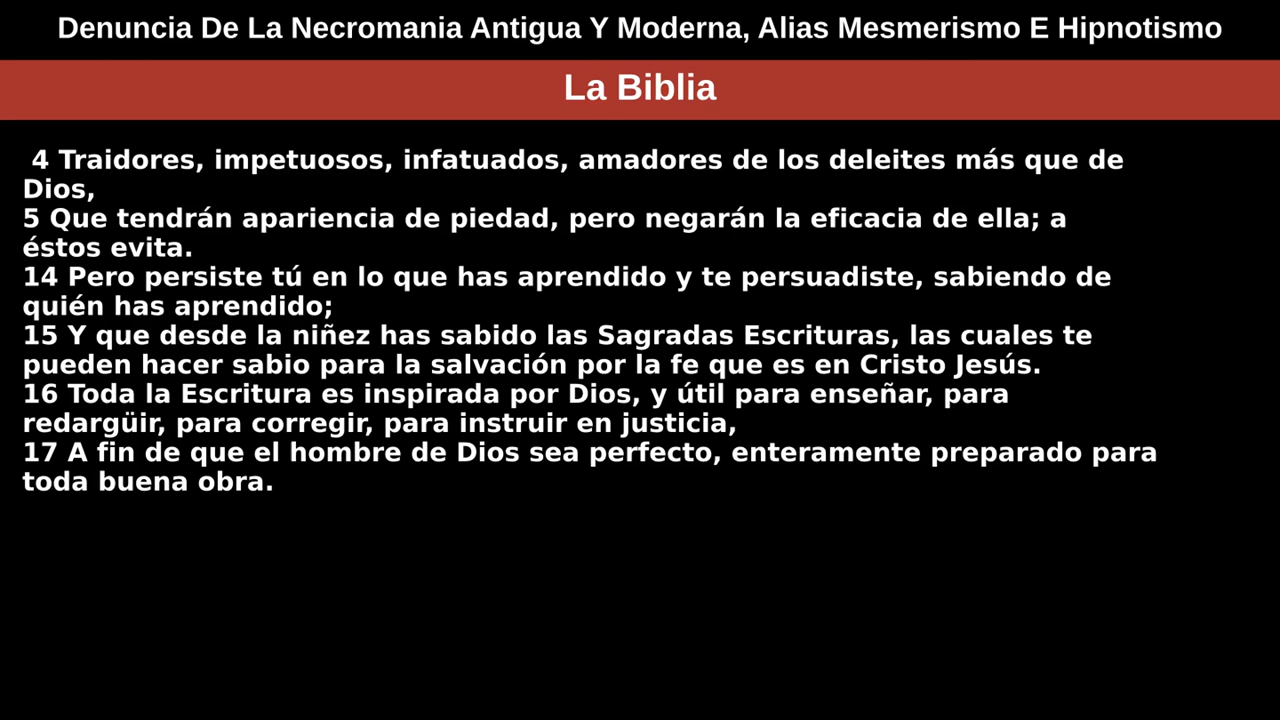 Denuncia De La Necromania Antigua Y Moderna, Alias Mesmerismo E Hipnotismo
La Biblia
4 Traidores, impetuosos, infatuados, amadores de los deleites más que de
Dios,
5 Que tendrán apariencia de piedad, pero negarán la eficacia de ella; a
éstos evita.
14 Pero persiste tú en lo que has aprendido y te persuadiste, sabiendo de
quién has aprendido;
15 Y que desde la niñez has sabido las Sagradas Escrituras, las cuales te
pueden hacer sabio para la salvación por la fe que es en Cristo Jesús.
16 Toda la Escritura es inspirada por Dios, y útil para enseñar, para
redargüir, para corregir, para instruir en justicia,
17 A fin de que el hombre de Dios sea perfecto, enteramente preparado para
toda buena obra.